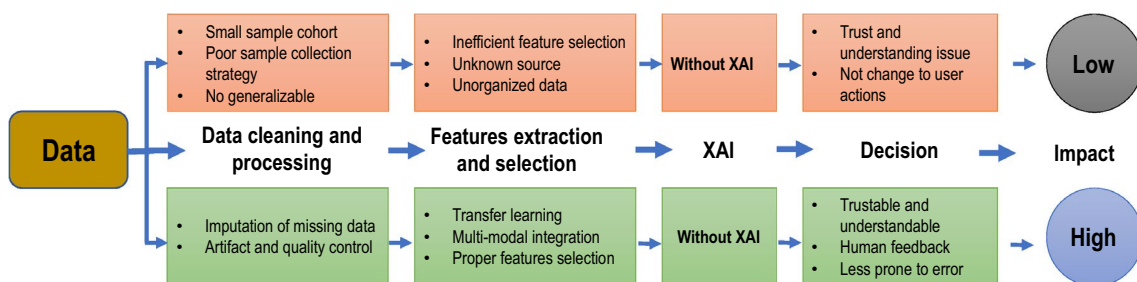 • Small sample cohort
• Poor sample collection
strategy
• No generalizable
• Inefficient feature selection
• Unknown source
• Unorganized data
Without XAI
• Trust and
understanding issue
• Not change to user
actions
Low
Data
Data cleaning and
processing
Features extraction
and selection
XAI
Decision
Impact
• Imputation of missing data
• Artifact and quality control
• Transfer learning
• Multi-modal integration
• Proper features selection
Without XAI
• Trustable and
understandable
• Human feedback
• Less prone to error
High